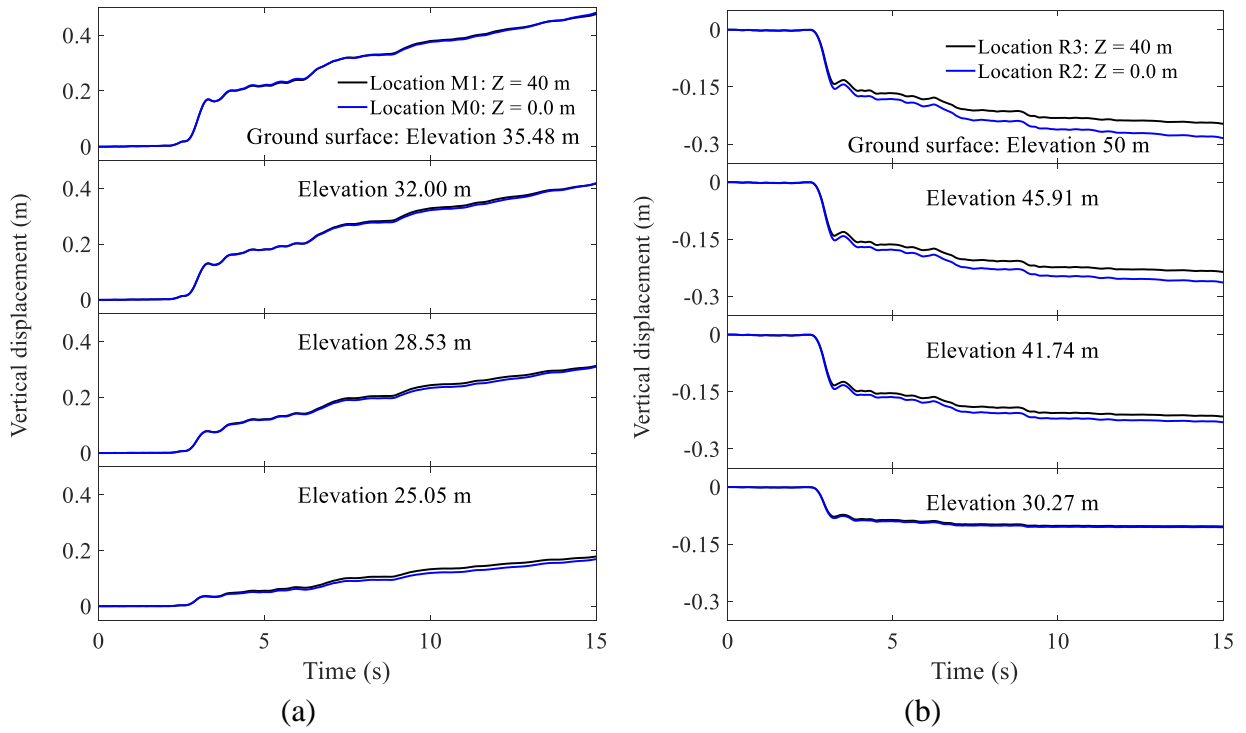 0.4
0.2
0
Location M1: Z = 40 m
Location M0: Z = 0.0 m
Ground surface: Elevation 35.48 m
0.4
0.2
0
Elevation 32.00 m
0.4
0.2
0
Elevation 28.53 m
0.4
0.2
0
Elevation 25.05 m
0
5
10
15
Vertical displacement (m)
Time (s)
(a)
0
-0.15
-0.3
Location R3: Z = 40 m
Location R2: Z = 0.0 m
Ground surface: Elevation 50 m
0
-0.15
-0.3
Elevation 45.91 m
0
-0.15
-0.3
Elevation 41.74 m
0
-0.15
-0.3
Elevation 30.27 m
0
5
10
15
Vertical displacement (m)
Time (s)
(b)